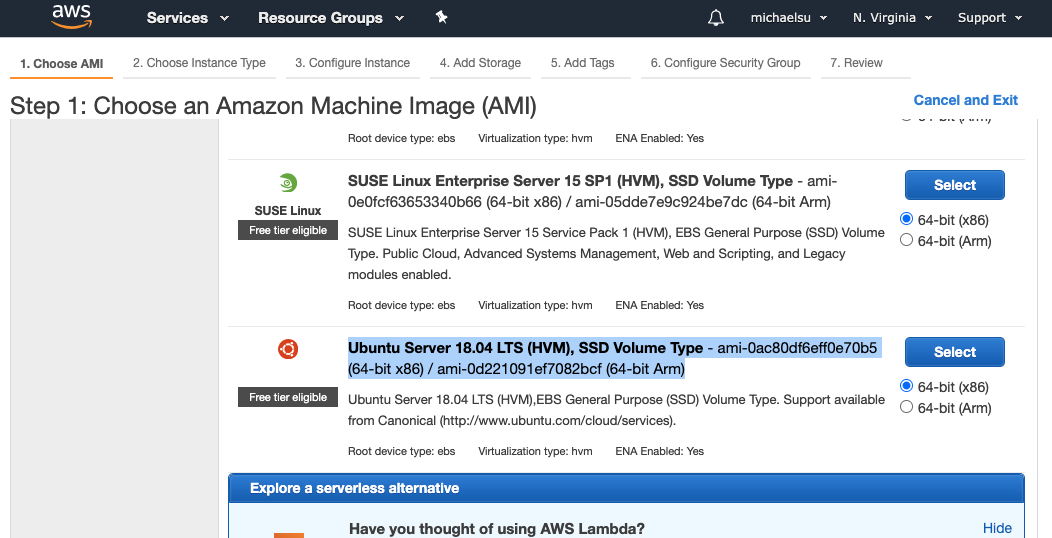 aws
Services Resource Groups michaelsu N. Virginia Support
1. Choose AMI 2. Choose Instance Type 3. Configure Instance 4. Add Storage 5. Add Tags 6. Configure Security Group 7. Review
Step 1: Choose an Amazon Machine Image (AMI)
Cancel and Exit
64-bit (Arm)
Root device type: ebs Virtualization type: hvm ENA Enabled: Yes
SUSE Linux
Free tier eligible
SUSE Linux Enterprise Server 15 SP1 (HVM), SSD Volume Type - ami-
0e0fcf63653340b66 (64-bit x86) / ami-05dde7e9c924be7dc (64-bit Arm)
SUSE Linux Enterprise Server 15 Service Pack 1 (HVM), EBS General Purpose (SSD) Volume
Type. Public Cloud, Advanced Systems Management, Web and Scripting, and Legacy
modules enabled.
Root device type: ebs Virtualization type: hvm ENA Enabled: Yes
Select
64-bit (x86)
64-bit (Arm)
Free tier eligible
Ubuntu Server 18.04 LTS (HVM), SSD Volume Type - ami-0ac80df6eff0e70b5
(64-bit x86) / ami-0d221091ef7082bcf (64-bit Arm)
Ubuntu Server 18.04 LTS (HVM),EBS General Purpose (SSD) Volume Type. Support available
from Canonical (http://www.ubuntu.com/cloud/services).
Root device type: ebs Virtualization type: hvm ENA Enabled: Yes
Select
64-bit (x86)
64-bit (Arm)
Explore a serverless alternative
Have you thought of using AWS Lambda?
Hide